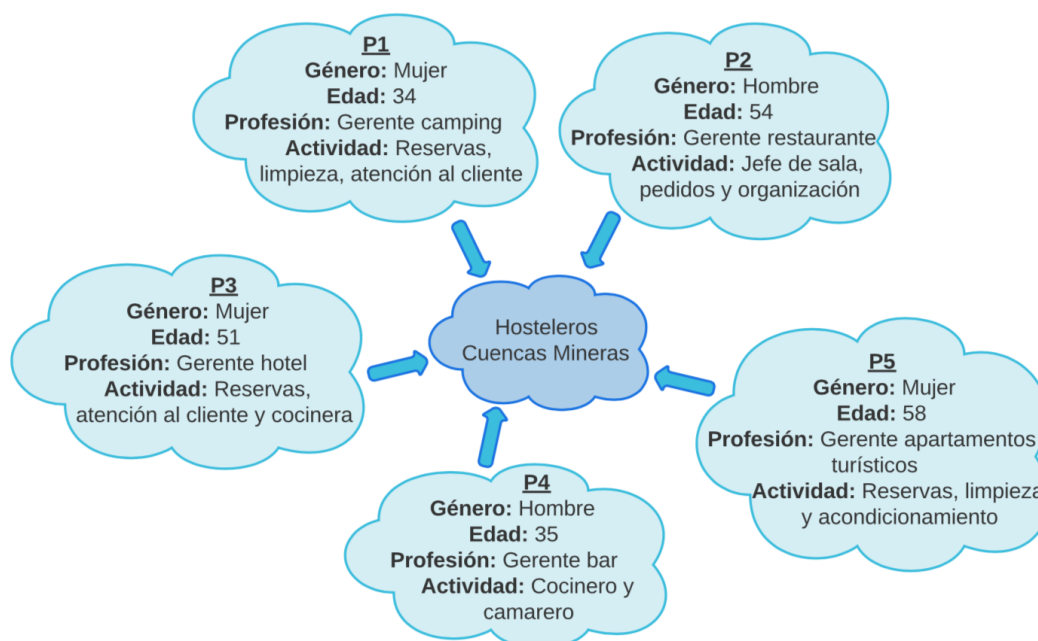 P1
Género: Mujer
Edad: 34
Profesión: Gerente camping
Actividad: Reservas,
limpieza, atención al cliente
P2
Género: Hombre
Edad: 54
Profesión: Gerente restaurante
Actividad: Jefe de sala,
pedidos y organización
P3
Género: Mujer
Edad: 51
Profesión: Gerente hotel
Actividad: Reservas,
atención al cliente y cocinera
Hosteleros
Cuencas Mineras
P5
Género: Mujer
Edad: 58
Profesión: Gerente apartamentos
turísticos
Actividad: Reservas, limpieza
y acondicionamiento
P4
Género: Hombre
Edad: 35
Profesión: Gerente bar
Actividad: Cocinero y
camarero